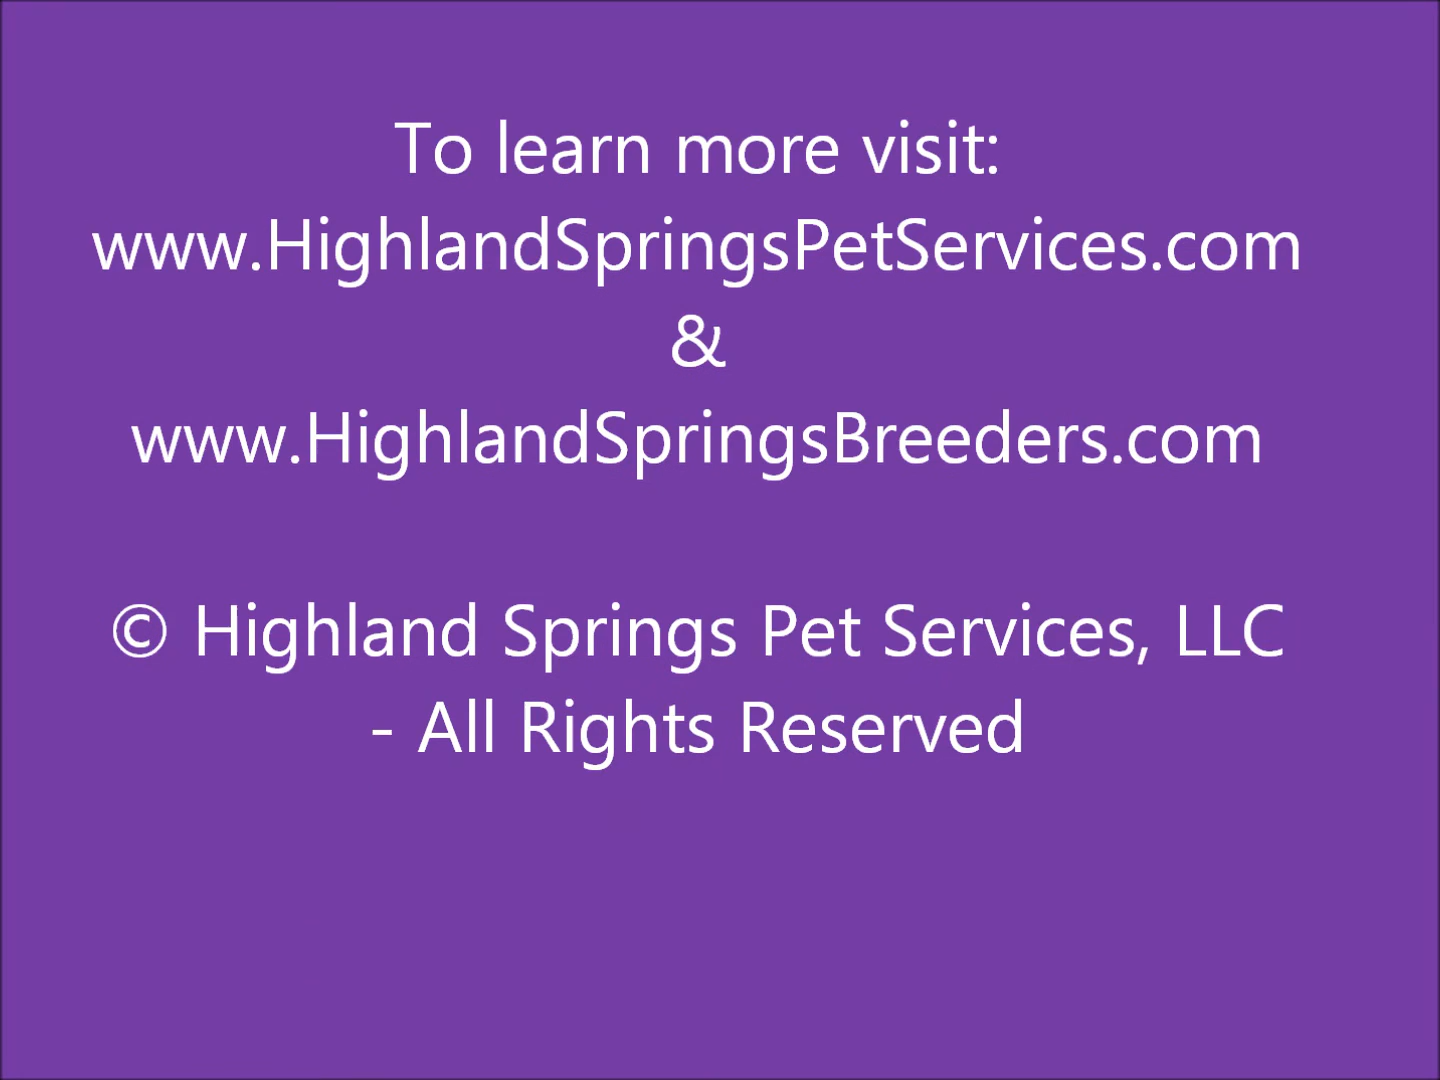 To learn more visit:
www.HighlandSpringsPetServices.com
&
www.HighlandSpringsBreeders.com
© Highland Springs Pet Services, LLC
- All Rights Reserved